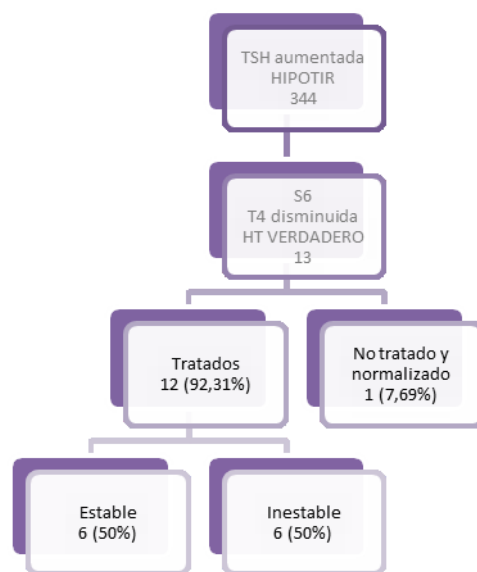 TSH aumentada
HIPOTIR
344
S6
T4 disminuida
HT VERDADERO
13
Tratados
12 (92,31%)
No tratado y
normalizado
1 (7,69%)
Estable
6 (50%)
Inestable
6 (50%)